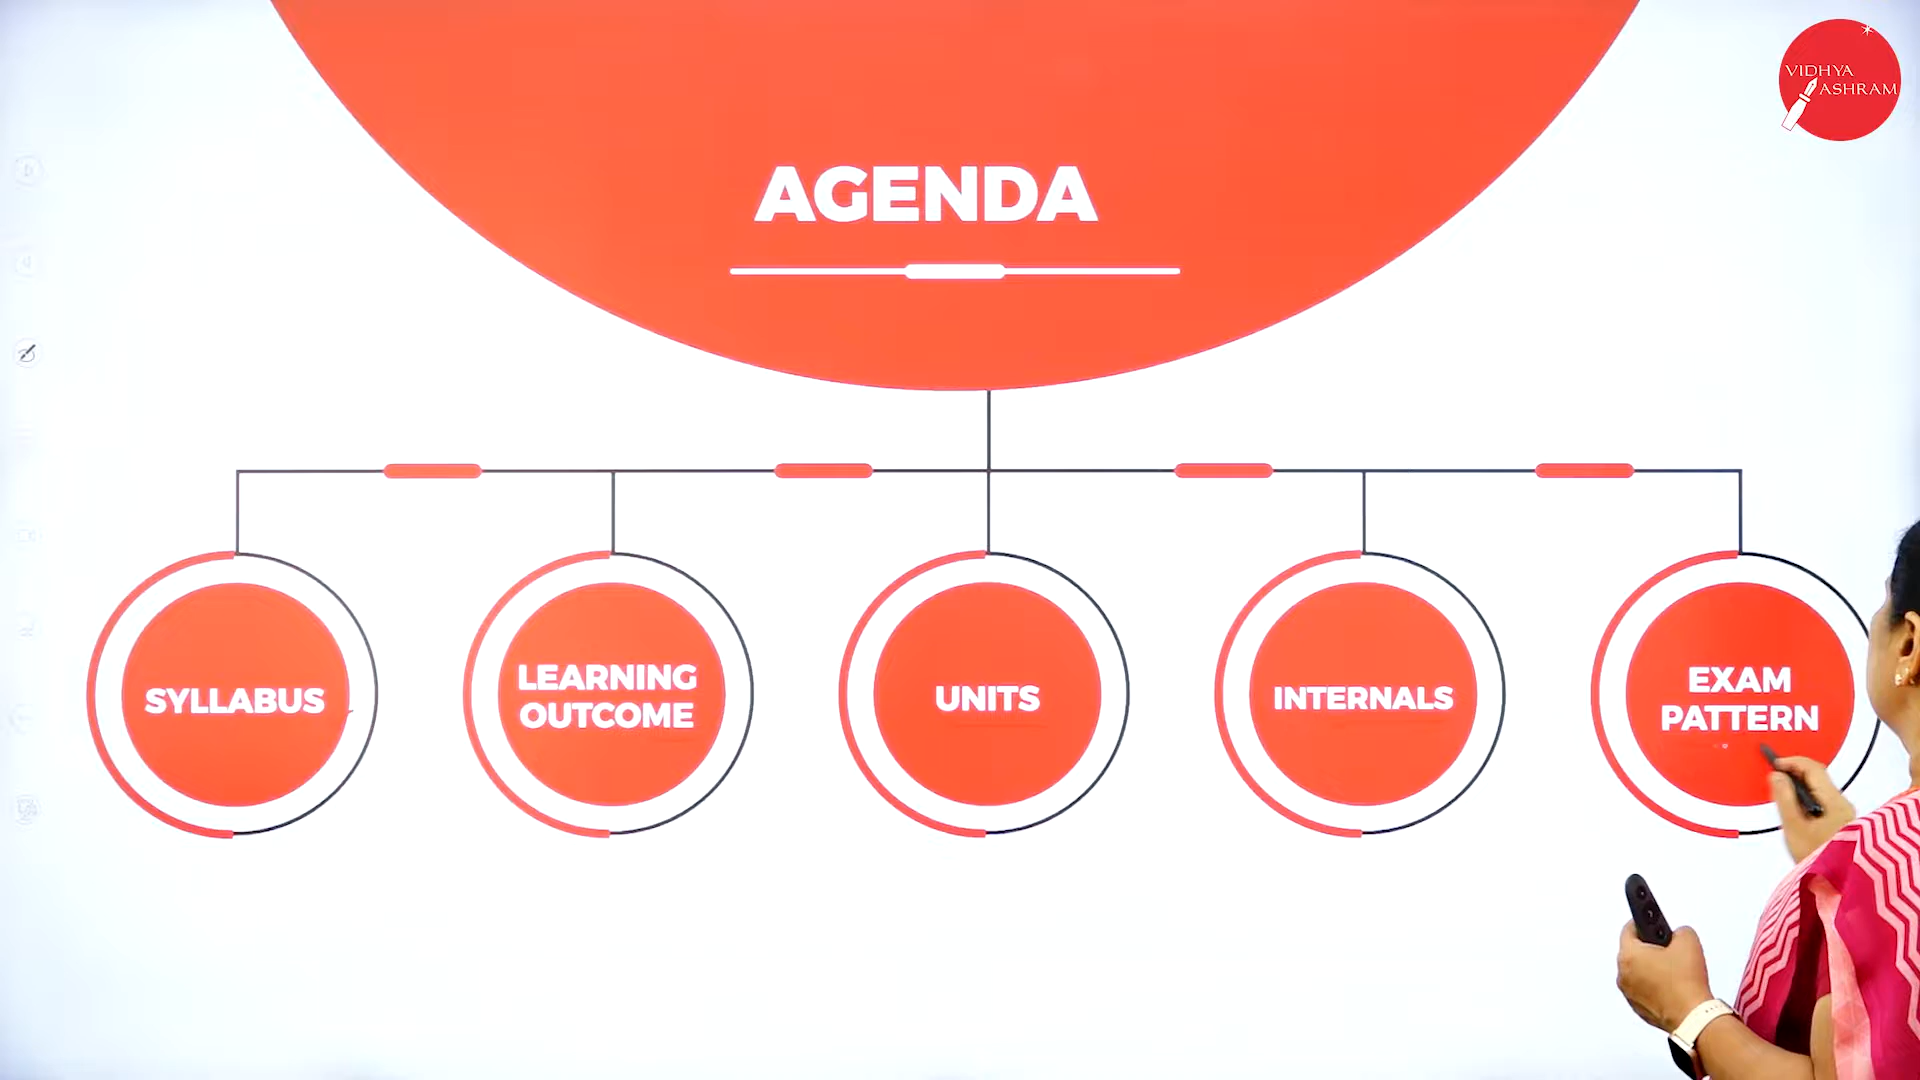 VIDHYA
ASHRAM
AGENDA
SYLLABUS
LEARNING
OUTCOME
UNITS
INTERNALS
EXAM
PATTERN